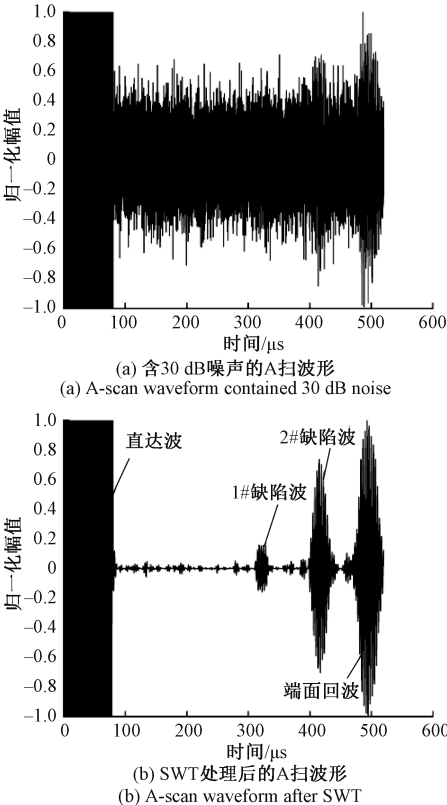 1.0
0.8
0.6
0.4
0.2
0
−0.2
−0.4
−0.6
−0.8
−1.0
归一化幅值
0 100 200 300 400 500 600
时间/μs
(a) 含30 dB噪声的A扫波形
(a) A-scan waveform contained 30 dB noise
1.0
0.8
0.6
0.4
0.2
0
−0.2
−0.4
−0.6
−0.8
−1.0
归一化幅值
直达波
2#缺陷波
1#缺陷波
端面回波
0 100 200 300 400 500 600
时间/μs
(b) SWT处理后的A扫波形
(b) A-scan waveform after SWT